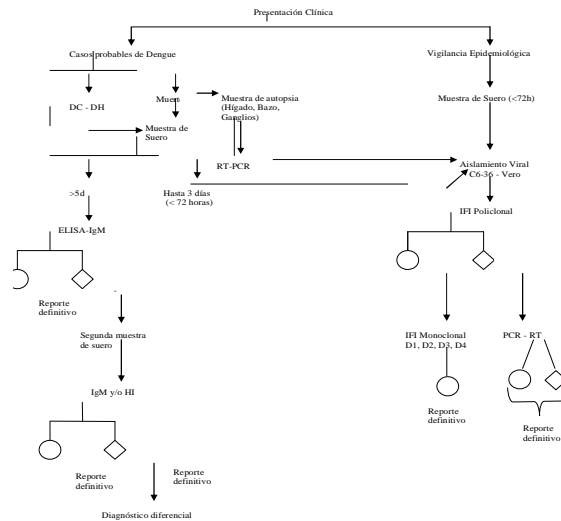 Presentación Clínica
Casos probables de Dengue
Vigilancia Epidemiológica
DC - DH
Muerte
Muestra de autopsia
(Hígado, Bazo,
Ganglios)
Muestra de Suero (<72h)
Muestra de
Suero
RT-PCR
Aislamiento Viral
C6-36 - Vero
>5d
Hasta 3 días
(< 72 horas)
IFI Policlonal
ELISA-IgM
Reporte
definitivo
-
Segunda muestra
de suero
IFI Monoclonal
D1, D2, D3, D4
PCR - RT
IgM y/o HI
Reporte
definitivo
Reporte
definitivo
Reporte
definitivo
Reporte
definitivo
Diagnóstico diferencial